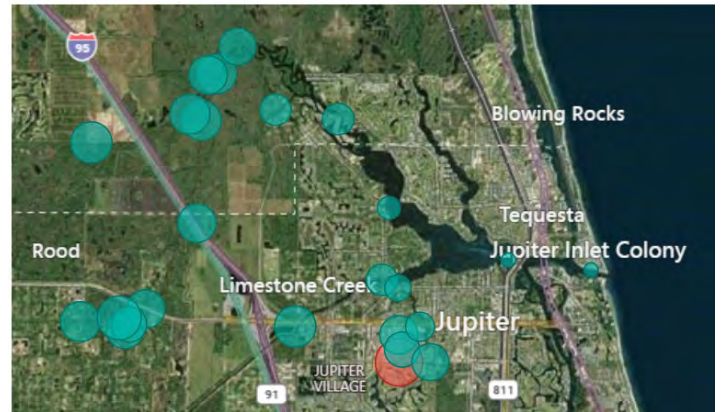 95
Blowing Rocks
Tequesta
Rood
Jupiter Inlet Colony
Limestone Creek
Jupiter
JUPITER
VILLAGE
91
811